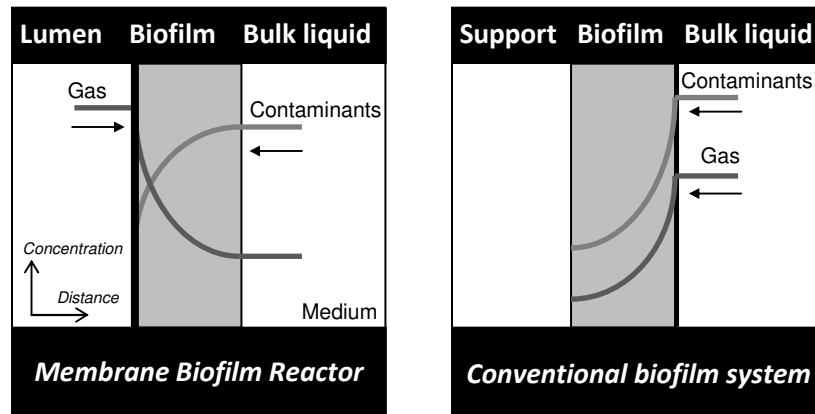 Lumen Biofilm Bulk liquid
Gas
Contaminants
Concentration
Distance
Medium
Membrane Biofilm Reactor
Support Biofilm Bulk liquid
Contaminants
Gas
Conventional biofilm system